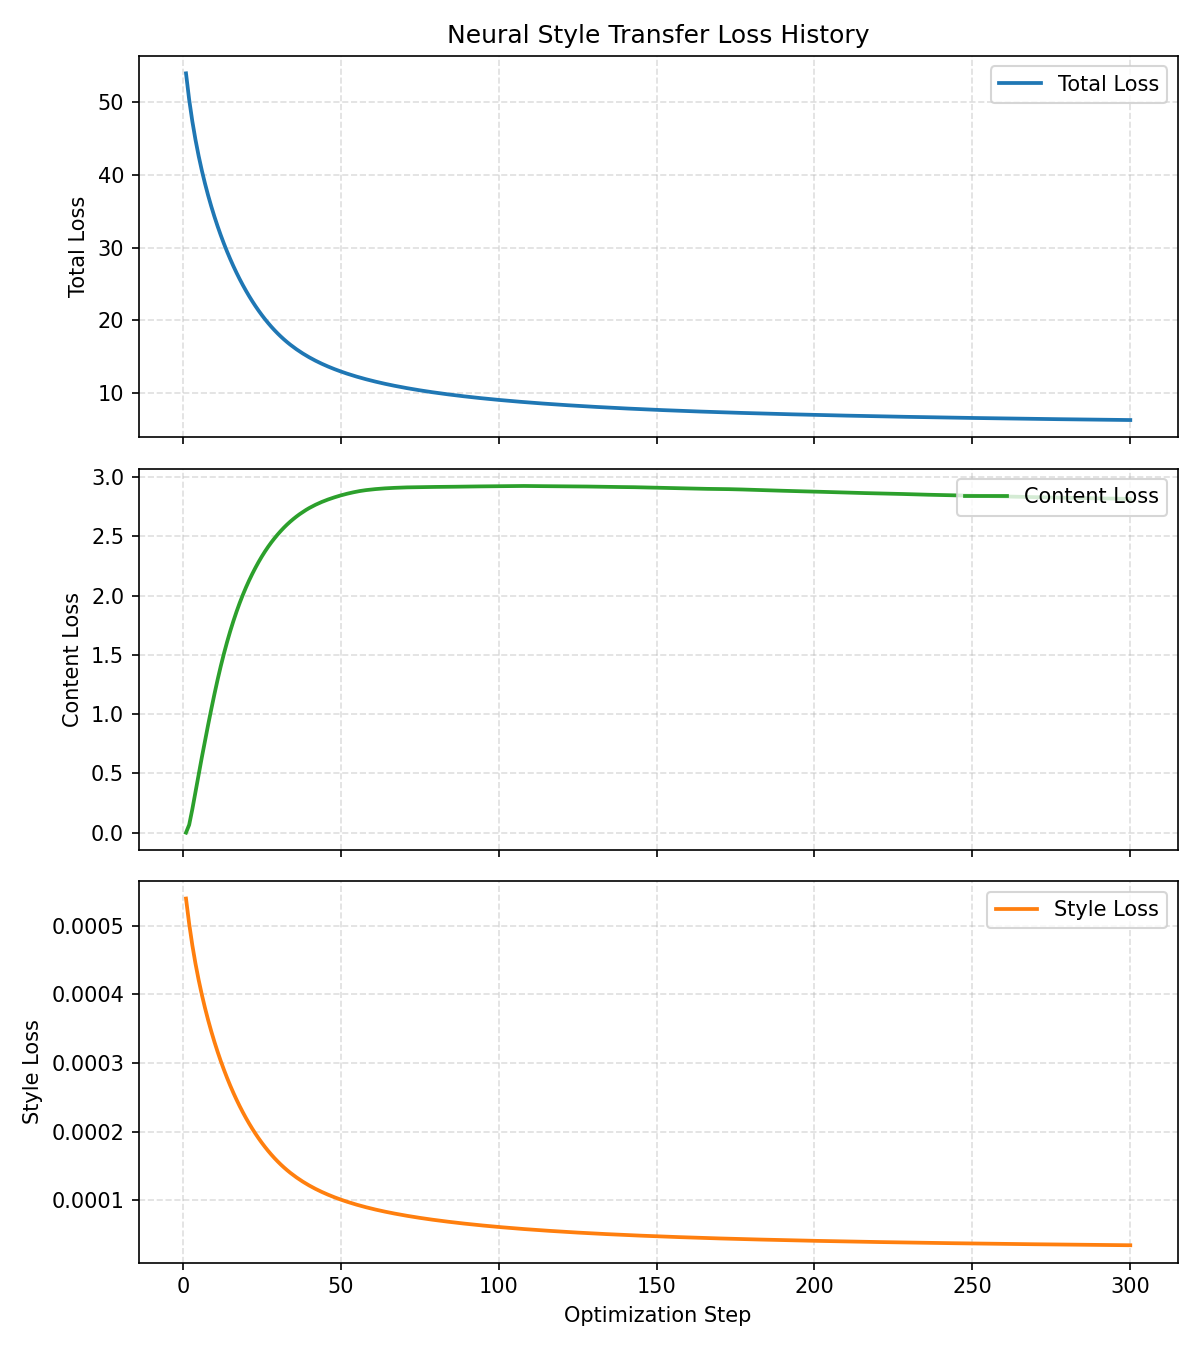 Neural Style Transfer Loss History
Total Loss
50
40
30
20
10
Total Loss
Content Loss
3.0
2.5
2.0
1.5
1.0
0.5
0.0
Content Loss
Style Loss
0.0005
0.0004
0.0003
0.0002
0.0001
Style Loss
0 50 100 150 200 250 300
Optimization Step